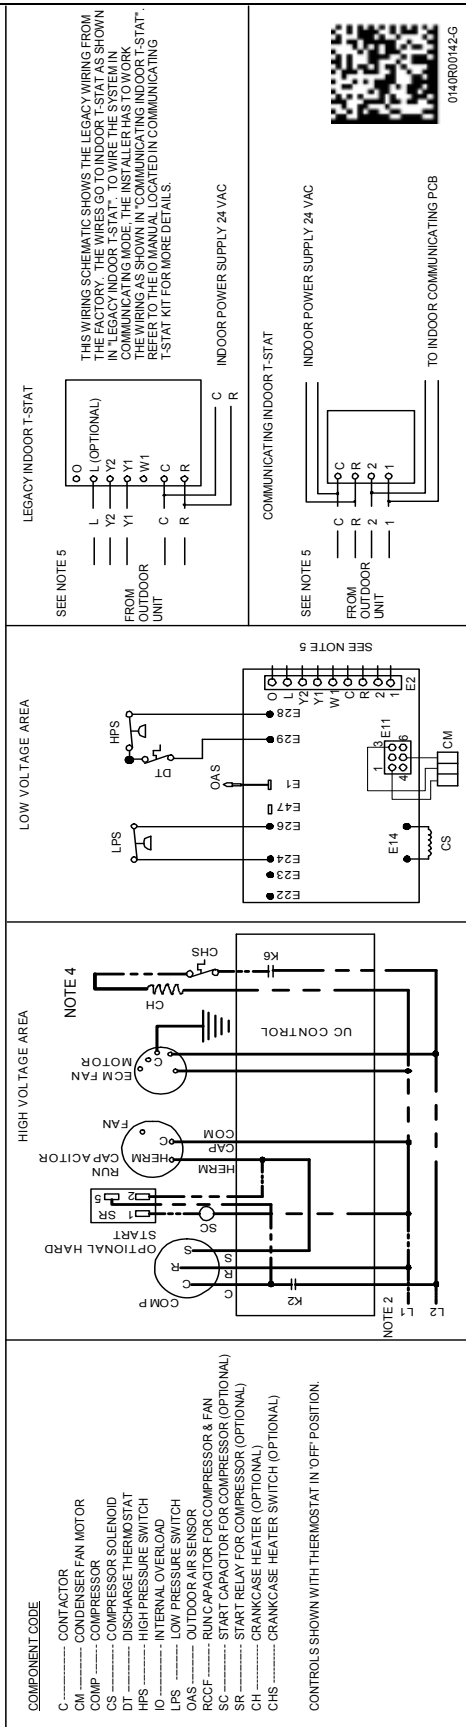 COMPONENT CODE
C ---------- CONTACTOR
CM ---------- CONDENSER FAN MOTOR
COMP ------- COMPRESSOR
CS ---------- COMPRESSOR SOLENOID
DT ---------- DISCHARGE THERMOSTAT
HPS --------- HIGH PRESSURE SWITCH
IO ---------- INTERNAL OVERLOAD
LPS --------- LOW PRESSURE SWITCH
OAS -------- OUTDOOR AIR SENSOR
RCCF ------- RUN CAPACITOR FOR COMPRESSOR & FAN
SC ---------- START CAPACITOR FOR COMPRESSOR (OPTIONAL)
SR ---------- START RELAY FOR COMPRESSOR (OPTIONAL)
CH ---------- CRANKCASE HEATER (OPTIONAL)
CHS -------- CRANKCASE HEATER SWITCH (OPTIONAL)
CONTROLS SHOWN WITH THERMOSTAT IN "OFF" POSITION.
HIGH VOLTAGE AREA
NOTE 4
COMP
C
R
S
OPTIONAL HARD
START
SR
5
1
2
SC
RUN
CAPACITOR
FAN
HERM
C
ECM FAN
MOTOR
C
CH
CHS
C
R
S
HERM
CAP
COM
K2
K6
UC CONTROL
NOTE 2
L1
L2
LOW VOLTAGE AREA
LPS
HPS
DT
OAS
E22
E23
E24
E26
E47
E1
E29
E28
E14
CS
E11
1
3
4
6
CM
O
L
Y2
Y1
W1
C
R
2
1
E2
SEE NOTE 5
LEGACY INDOOR T-STAT
SEE NOTE 5
O
L (OPTIONAL)
Y2
Y1
W1
C
R
L
Y2
Y1
C
R
FROM
OUTDOOR
UNIT
C
R
INDOOR POWER SUPPLY 24 VAC
THIS WIRING SCHEMATIC SHOWS THE LEGACY WIRING FROM
THE FACTORY. THE WIRES GO TO INDOOR T-STAT AS SHOWN
IN "LEGACY INDOOR T-STAT". TO WIRE THE SYSTEM IN
COMMUNICATING MODE, THE INSTALLER HAS TO WORK
THE WIRING AS SHOWN IN "COMMUNICATING INDOOR T-STAT".
REFER TO THE IO MANUAL LOCATED IN COMMUNICATING
T-STAT KIT FOR MORE DETAILS.
COMMUNICATING INDOOR T-STAT
SEE NOTE 5
INDOOR POWER SUPPLY 24 VAC
C
R
2
1
C
R
2
1
FROM
OUTDOOR
UNIT
TO INDOOR COMMUNICATING PCB
0140R00142-G